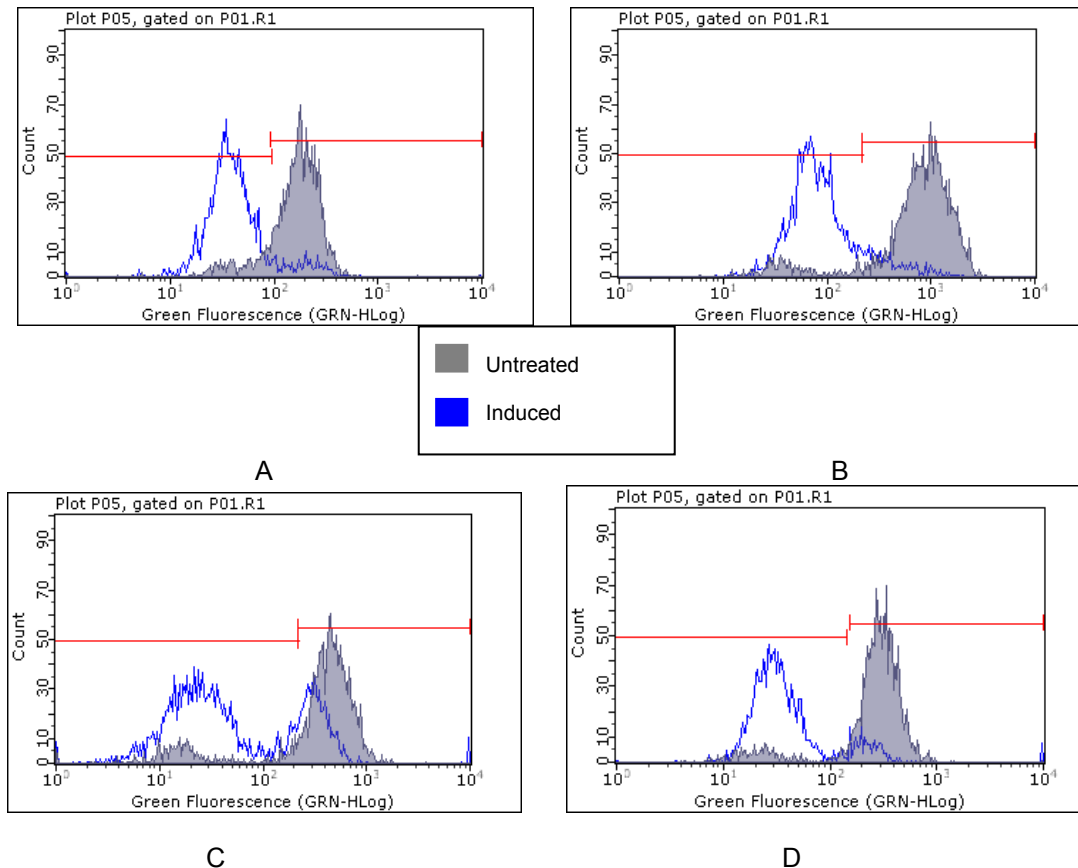 Plot P05, gated on P01.R1
Count
90
70
50
30
10
0
10⁰
10¹
10²
10³
10⁴
Green Fluorescence (GRN-HLog)
Plot P05, gated on P01.R1
Count
90
70
50
30
10
0
10⁰
10¹
10²
10³
10⁴
Green Fluorescence (GRN-HLog)
Untreated
Induced
A
B
Plot P05, gated on P01.R1
Count
90
70
50
30
10
0
10⁰
10¹
10²
10³
10⁴
Green Fluorescence (GRN-HLog)
Plot P05, gated on P01.R1
Count
90
70
50
30
10
0
10⁰
10¹
10²
10³
10⁴
Green Fluorescence (GRN-HLog)
C
D